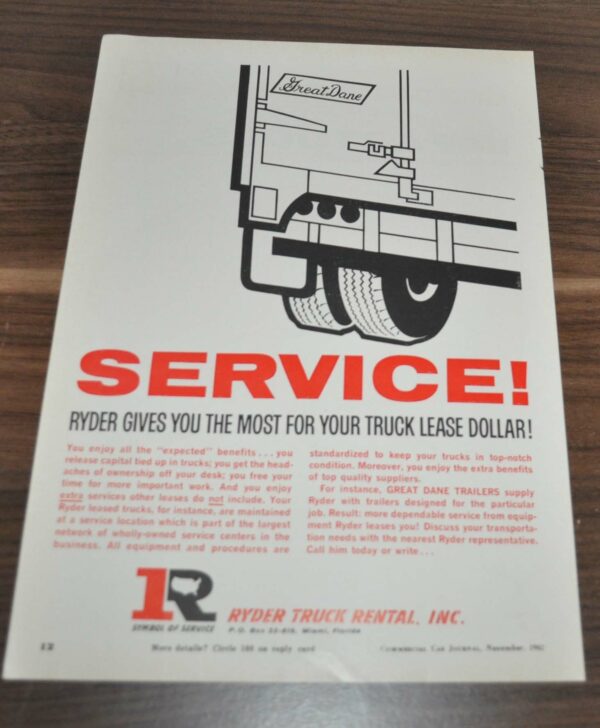 Great Dane
SERVICE!
RYDER GIVES YOU THE MOST FOR YOUR TRUCK LEASE DOLLAR!
You enjoy all the "expected" benefits . . . you
release capital tied up in trucks; you get the head-
aches of ownership off your desk; you free your
time for more important work. And you enjoy
extra services other leases do not include. Your
Ryder leased trucks, for instance, are maintained
at a service location which is part of the largest
network of wholly-owned service centers in the
business. All equipment and procedures are
standardized to keep your trucks in top-notch
condition. Moreover, you enjoy the extra benefits
of top quality suppliers.
For instance, GREAT DANE TRAILERS supply
Ryder with trailers designed for the particular
job. Result: more dependable service from equip-
ment Ryder leases you! Discuss your transporta-
tion needs with the nearest Ryder representative.
Call him today or write . . .
R
SYMBOL OF SERVICE
RYDER TRUCK RENTAL, INC.
P. O. Box 33-816, Miami, Florida
12
More details? Circle 188 on reply card
COMMERCIAL CAR JOURNAL, November, 1962